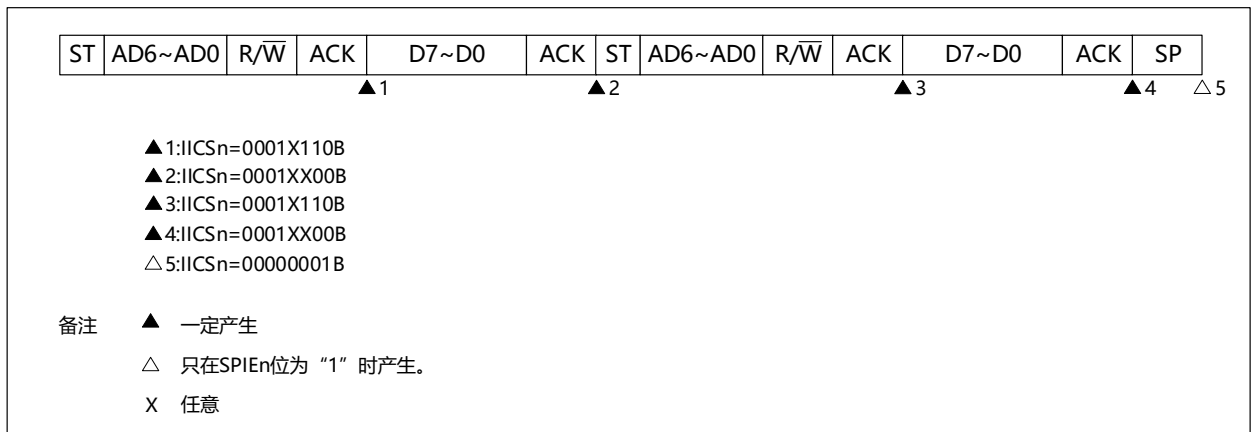 ST AD6~AD0 R/W̅ ACK D7~D0 ACK ST AD6~AD0 R/W̅ ACK D7~D0 ACK SP
▲1 ▲2 ▲3 ▲4 △5
▲1:IICSn=0001X110B
▲2:IICSn=0001XX00B
▲3:IICSn=0001X110B
▲4:IICSn=0001XX00B
△5:IICSn=00000001B
备注 ▲ 一定产生
△ 只在SPIEn位为“1”时产生。
X 任意